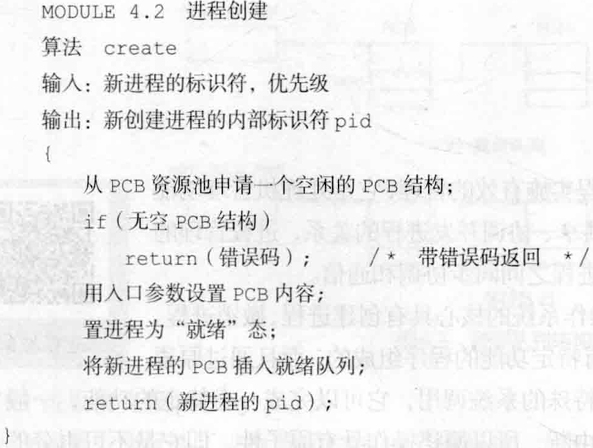 MODULE 4.2 进程创建
算法 create
输入：新进程的标识符，优先级
输出：新创建进程的内部标识符pid
{
从 PCB 资源池申请一个空闲的 PCB 结构；
if（无空 PCB 结构）
return（错误码）； /* 带错误码返回 */
用入口参数设置 PCB 内容；
置进程为“就绪”态；
将新进程的 PCB 插入就绪队列；
return（新进程的 pid）；
}